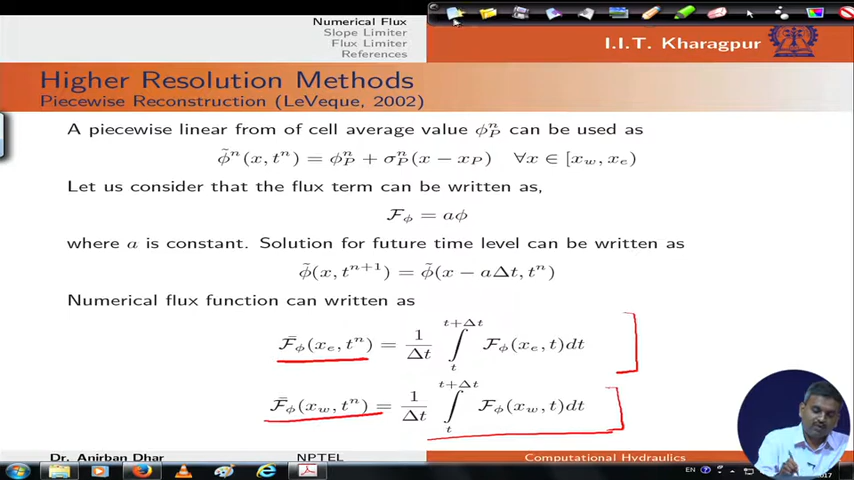 Numerical Flux
Slope Limiter
Flux Limiter
References
I.I.T. Kharagpur
Higher Resolution Methods
Piecewise Reconstruction (LeVeque, 2002)
A piecewise linear from of cell average value ϕ_P^n can be used as
ϕ̃^n(x, t^n) = ϕ_P^n + σ_P^n(x − x_P) ∀x ∈ [x_w, x_e)
Let us consider that the flux term can be written as,
F_ϕ = aϕ
where a is constant. Solution for future time level can be written as
ϕ̃(x, t^{n+1}) = ϕ̃(x − aΔt, t^n)
Numerical flux function can written as
F̄_ϕ(x_e, t^n) = 1/Δt ∫_t^{t+Δt} F_ϕ(x_e, t)dt
F̄_ϕ(x_w, t^n) = 1/Δt ∫_t^{t+Δt} F_ϕ(x_w, t)dt
Dr. Anirban Dhar NPTEL Computational Hydraulics
EN